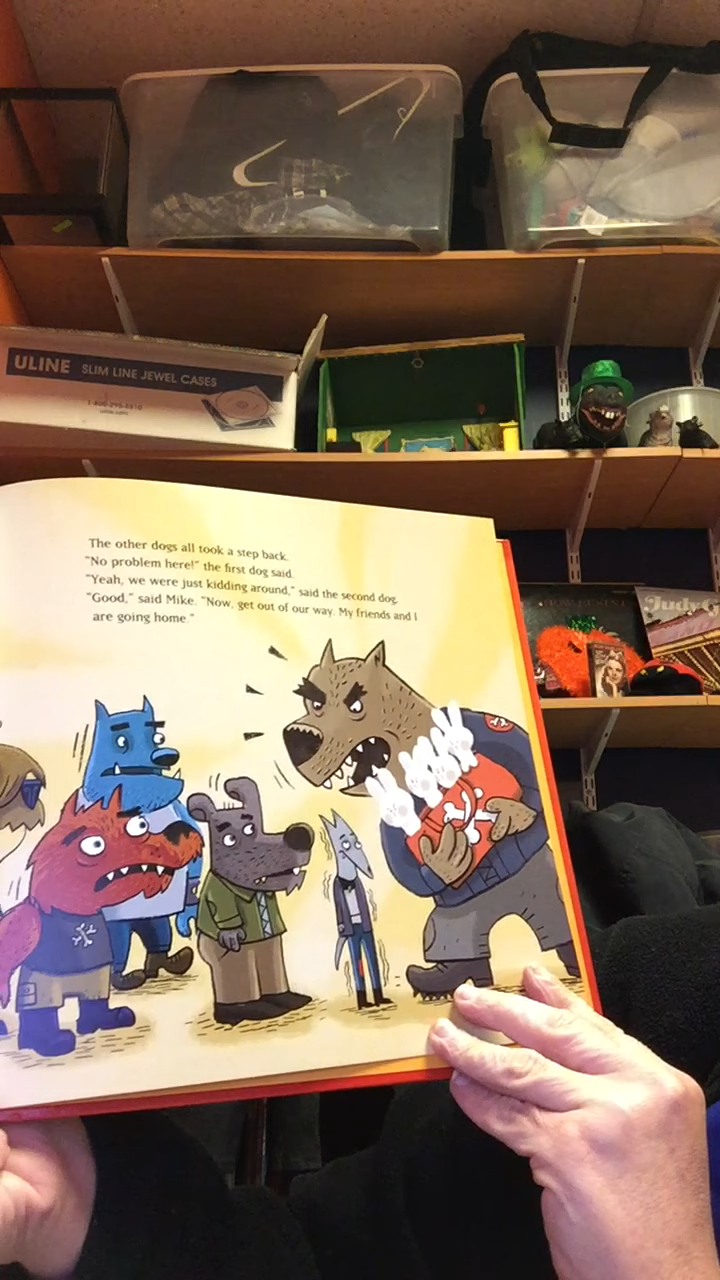 ULINE SLIM LINE JEWEL CASES
The other dogs all took a step back.
"No problem here!" the first dog said.
"Yeah, we were just kidding around," said the second dog.
"Good," said Mike. "Now, get out of our way. My friends and I
are going home."
Judy G